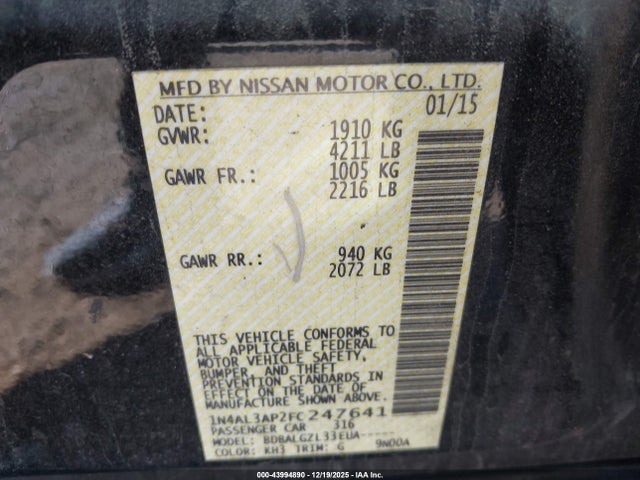 MFD BY NISSAN MOTOR CO., LTD.
DATE: 01/15
GVWR: 1910 KG
4211 LB
GAWR FR.: 1005 KG
2216 LB
GAWR RR.: 940 KG
2072 LB
THIS VEHICLE CONFORMS TO
ALL APPLICABLE FEDERAL
MOTOR VEHICLE SAFETY,
BUMPER, AND THEFT
PREVENTION STANDARDS IN
EFFECT ON THE DATE OF
MANUFACTURE SHOWN ABOVE.
1N4AL3AP2FC247641
PASSENGER CAR 316
MODEL: BDBALGZL33EUA-----
COLOR: KH3 TRIM: G 9N00A
000-43994890 - 12/19/2025 - IAAI.COM